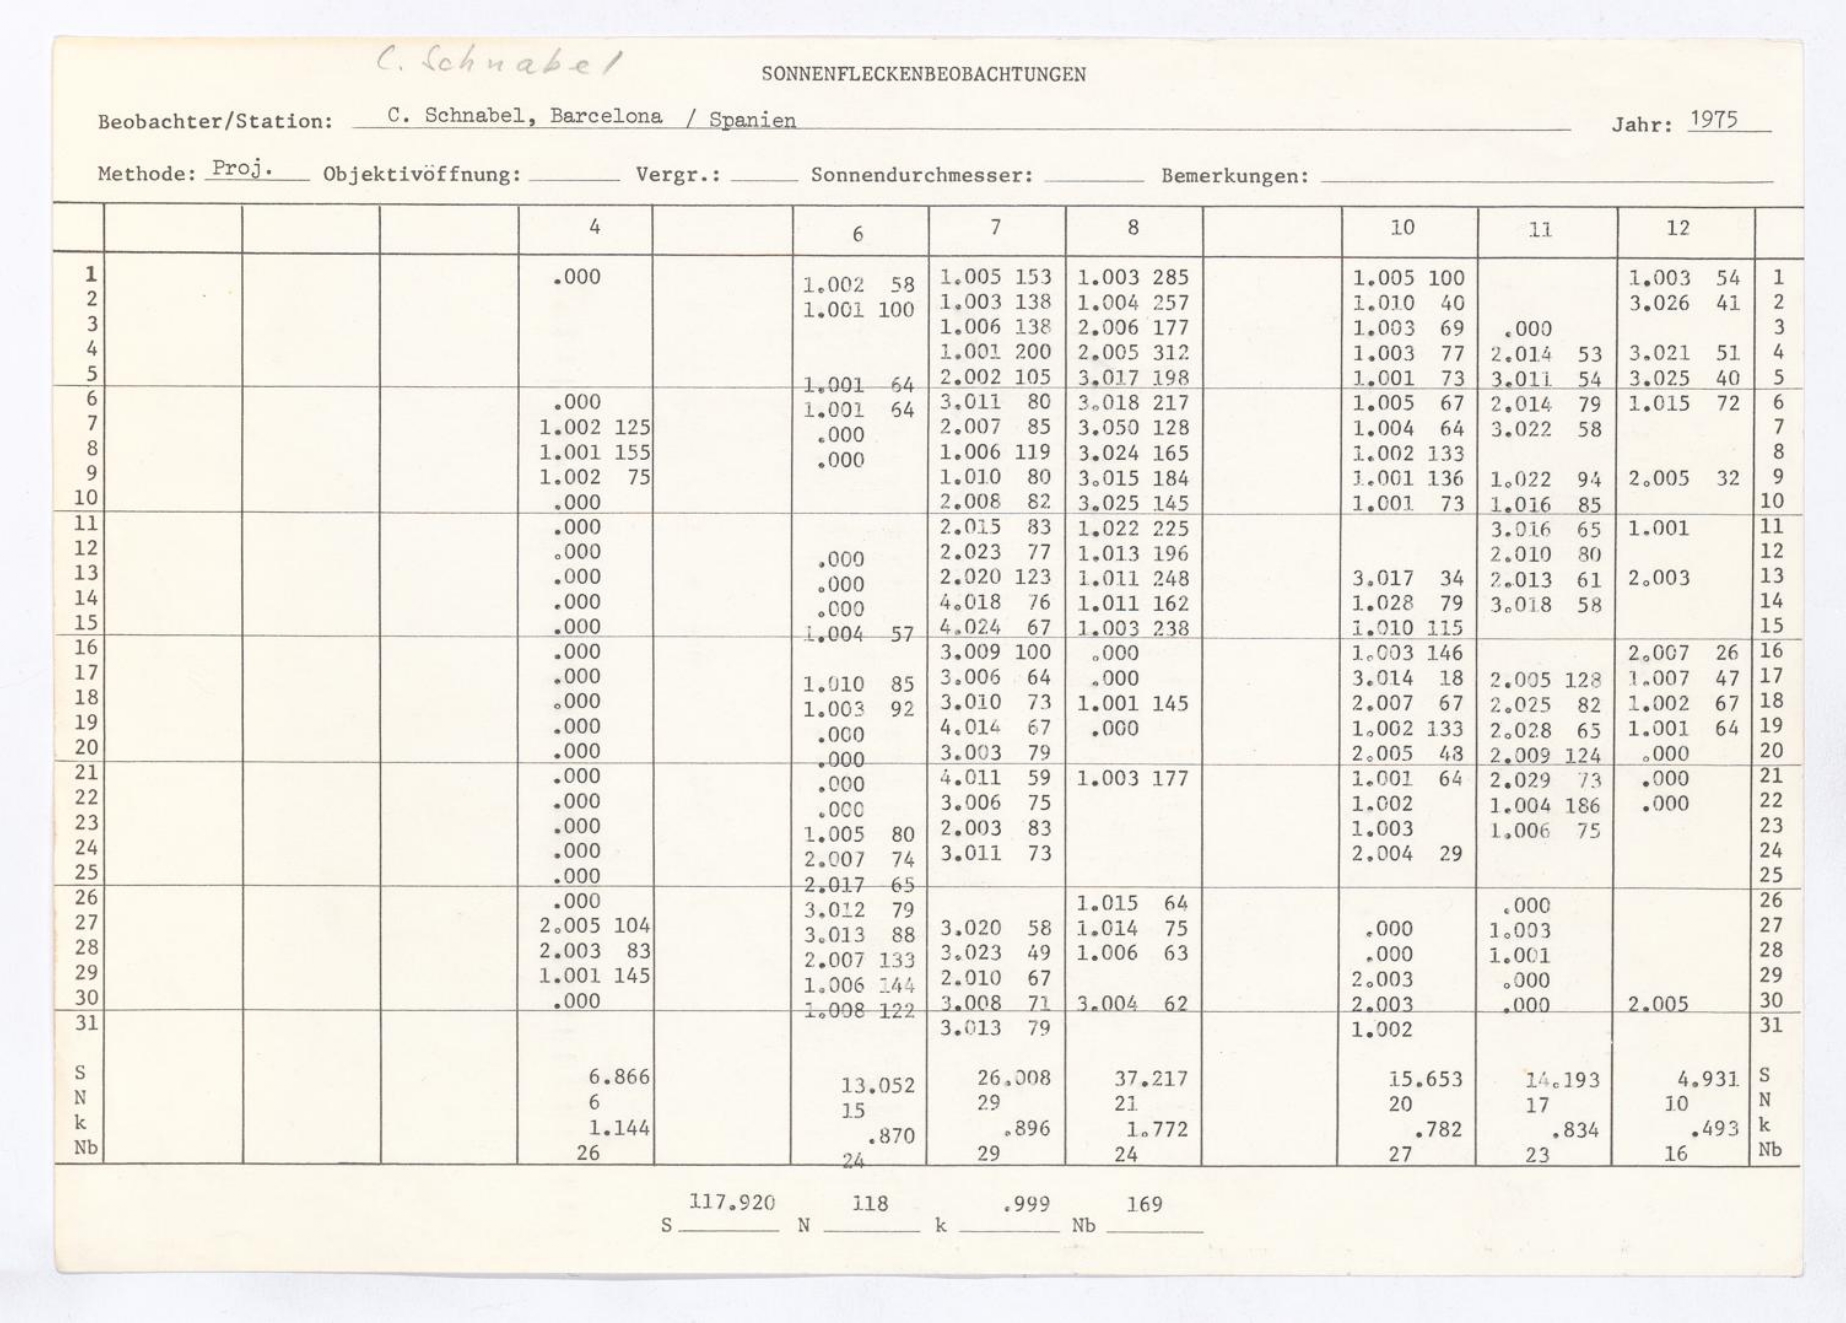 C. Schnabel
SONNENFLECKENBEOBACHTUNGEN
Beobachter/Station: C. Schnabel, Barcelona / Spanien Jahr: 1975
Methode: Proj. Objektivöffnung: Vergr.: Sonnendurchmesser: Bemerkungen:
4 6 7 8 10 11 12
1 .000 1.002 58 1.005 153 1.003 285 1.005 100 1.003 54 1
2 1.001 100 1.003 138 1.004 257 1.010 40 3.026 41 2
3 1.006 138 2.006 177 1.003 69 .000 3
4 1.001 200 2.005 312 1.003 77 2.014 53 3.021 51 4
5 1.001 64 2.002 105 3.017 198 1.001 73 3.011 54 3.025 40 5
6 .000 1.001 64 3.011 80 3.018 217 1.005 67 2.014 79 1.015 72 6
7 1.002 125 .000 2.007 85 3.050 128 1.004 64 3.022 58 7
8 1.001 155 .000 1.006 119 3.024 165 1.002 133 8
9 1.002 75 1.010 80 3.015 184 1.001 136 1.022 94 2.005 32 9
10 .000 2.008 82 3.025 145 1.001 73 1.016 85 10
11 .000 2.015 83 1.022 225 3.016 65 1.001 11
12 .000 .000 2.023 77 1.013 196 2.010 80 12
13 .000 .000 2.020 123 1.011 248 3.017 34 2.013 61 2.003 13
14 .000 .000 4.018 76 1.011 162 1.028 79 3.018 58 14
15 .000 1.004 57 4.024 67 1.003 238 1.010 115 15
16 .000 3.009 100 .000 1.003 146 2.007 26 16
17 .000 1.010 85 3.006 64 .000 3.014 18 2.005 128 1.007 47 17
18 .000 1.003 92 3.010 73 1.001 145 2.007 67 2.025 82 1.002 67 18
19 .000 .000 4.014 67 .000 1.002 133 2.028 65 1.001 64 19
20 .000 .000 3.003 79 2.005 48 2.009 124 .000 20
21 .000 .000 4.011 59 1.003 177 1.001 64 2.029 73 .000 21
22 .000 .000 3.006 75 1.002 1.004 186 .000 22
23 .000 1.005 80 2.003 83 1.003 1.006 75 23
24 .000 2.007 74 3.011 73 2.004 29 24
25 .000 2.017 65 25
26 .000 3.012 79 1.015 64 .000 26
27 2.005 104 3.013 88 3.020 58 1.014 75 .000 1.003 27
28 2.003 83 2.007 133 3.023 49 1.006 63 .000 1.001 28
29 1.001 145 1.006 144 2.010 67 2.003 .000 29
30 .000 1.008 122 3.008 71 3.004 62 2.003 .000 2.005 30
31 3.013 79 1.002 31
S 6.866 13.052 26.008 37.217 15.653 14.193 4.931 S
N 6 15 29 21 20 17 10 N
k 1.144 .870 .896 1.772 .782 .834 .493 k
Nb 26 24 29 24 27 23 16 Nb
S 117.920 N 118 k .999 Nb 169